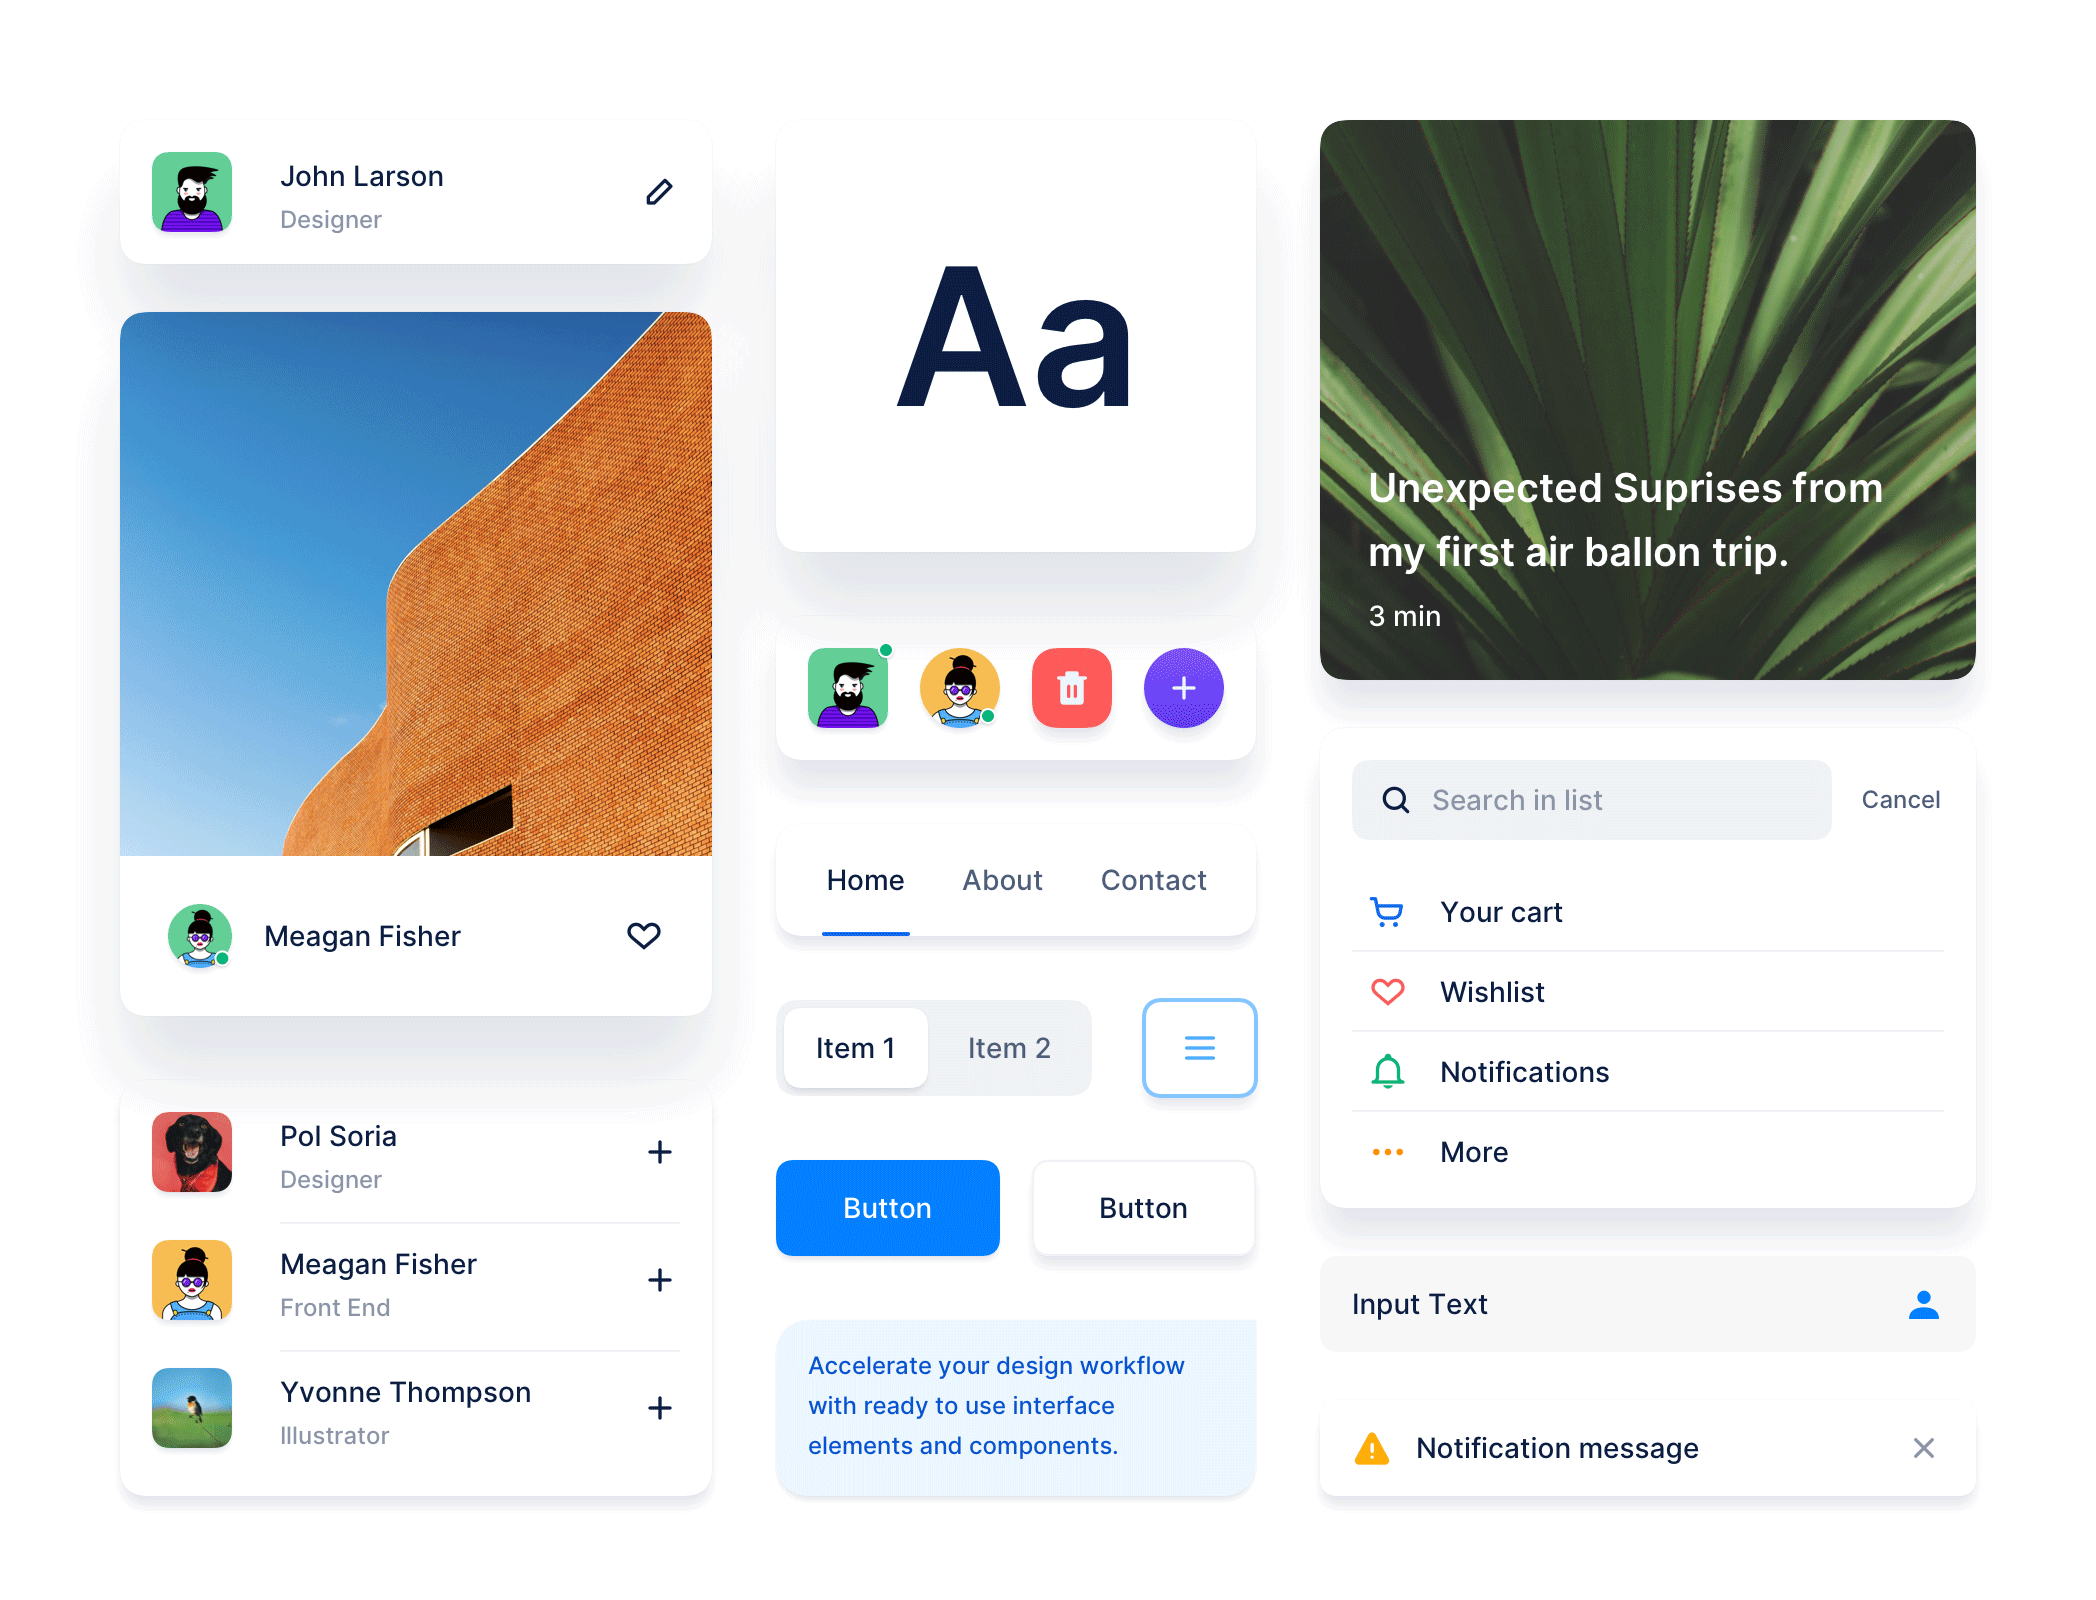 John Larson
Designer
Meagan Fisher
Pol Soria
Designer
Meagan Fisher
Front End
Yvonne Thompson
Illustrator
Aa
Home About Contact
Item 1 Item 2
Button Button
Accelerate your design workflow
with ready to use interface
elements and components.
Unexpected Suprises from
my first air ballon trip.
3 min
Search in list Cancel
Your cart
Wishlist
Notifications
More
Input Text
Notification message